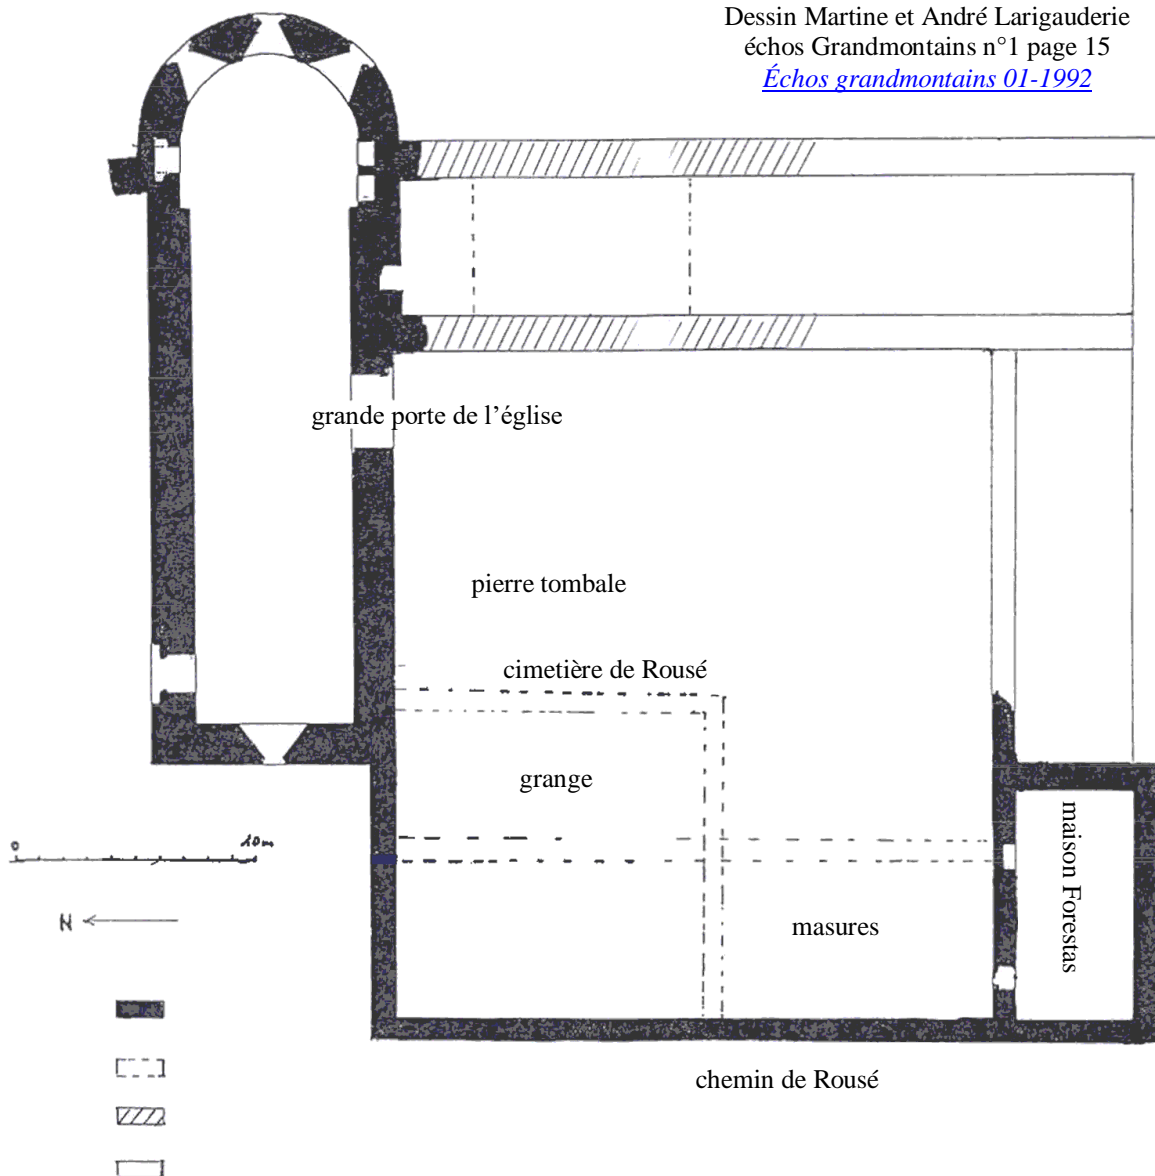 Dessin Martine et André Larigauderie
échos Grandmontains n°1 page 15
Échos grandmontains 01-1992
grande porte de l’église
pierre tombale
cimetière de Rousé
grange
maison Forestas
0 10m
N
masures
chemin de Rousé